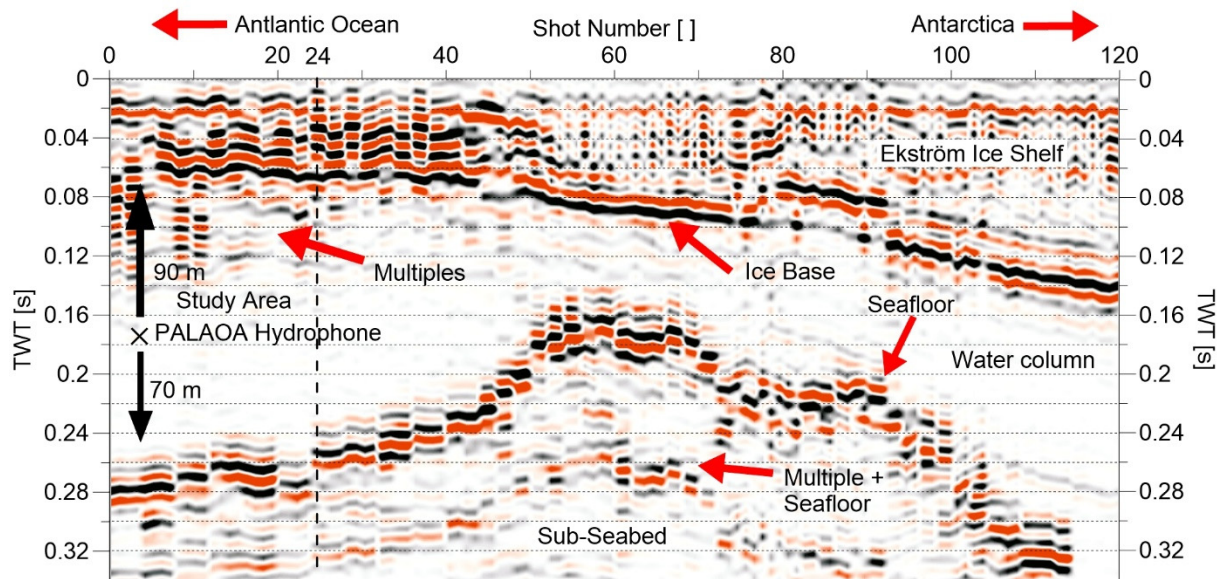 Antlantic Ocean
Shot Number [ ]
Antarctica
0 20 24 40 60 80 100 120
0 0
0.04 0.04
Ekström Ice Shelf
0.08 0.08
0.12 0.12
90 m
Multiples
Ice Base
Study Area
Seafloor
0.16 0.16
TWT [s] TWT [s]
PALAOA Hydrophone
Water column
0.2 0.2
70 m
0.24 0.24
Multiple +
Seafloor
0.28 0.28
Sub-Seabed
0.32 0.32